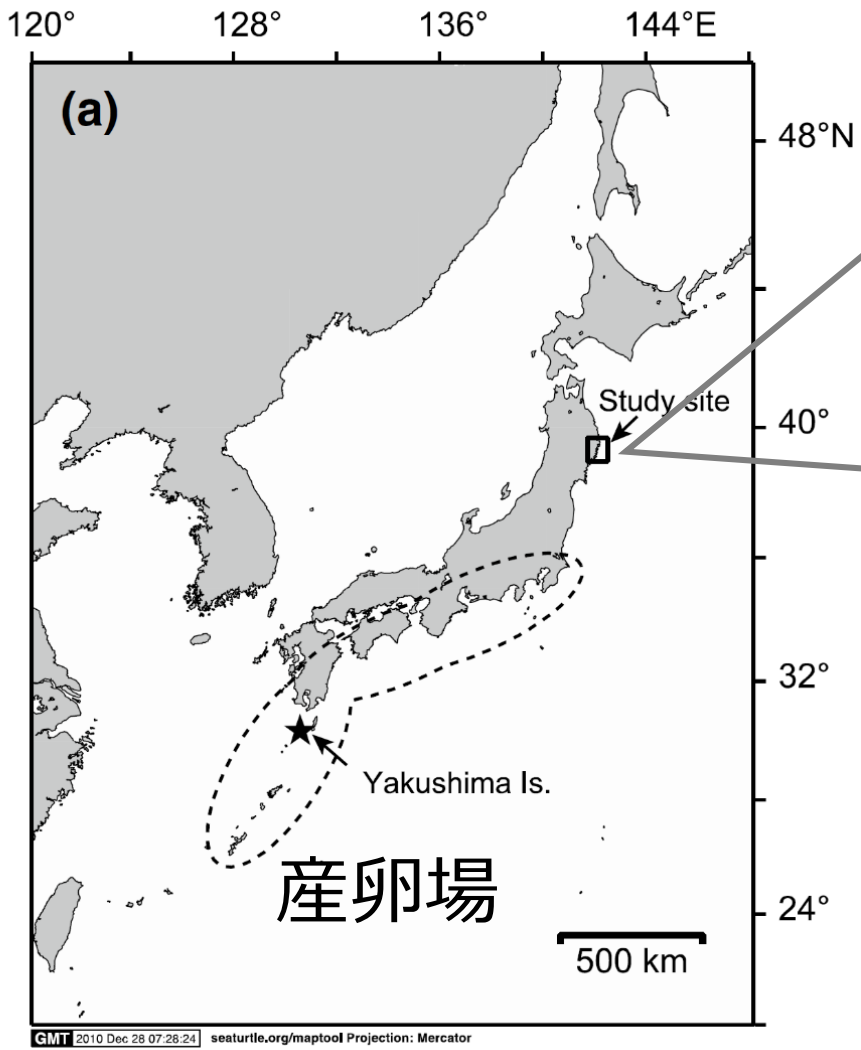 120° 128° 136° 144°E
(a)
48°N
Study site
40°
32°
Yakushima Is.
産卵場
24°
500 km
GMT 2010 Dec 28 07:28:24 seaturtle.org/maptool Projection: Mercator